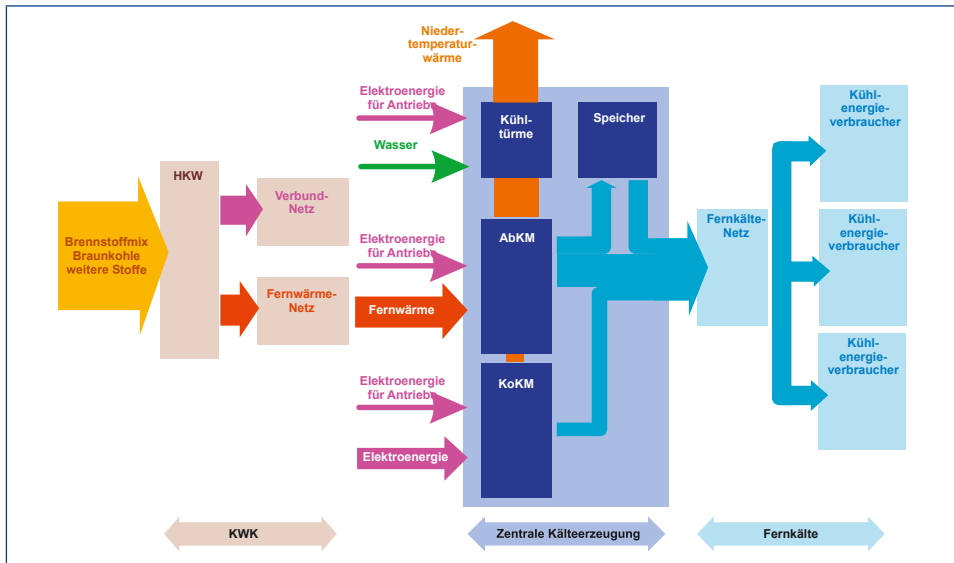 Nieder-
temperatur-
wärme
Elektroenergie
für Antrieb
Wasser
Kühl-
türme
Speicher
Kühl-
energie-
verbraucher
HKW
Verbund-
Netz
Brennstoffmix
Braunkohle
weitere Stoffe
Elektroenergie
für Antrieb
AbKM
Fernkälte-
Netz
Kühl-
energie-
verbraucher
Fernwärme-
Netz
Fernwärme
Kühl-
energie-
verbraucher
Elektroenergie
für Antrieb
KoKM
Elektroenergie
KWK
Zentrale Kälteerzeugung
Fernkälte